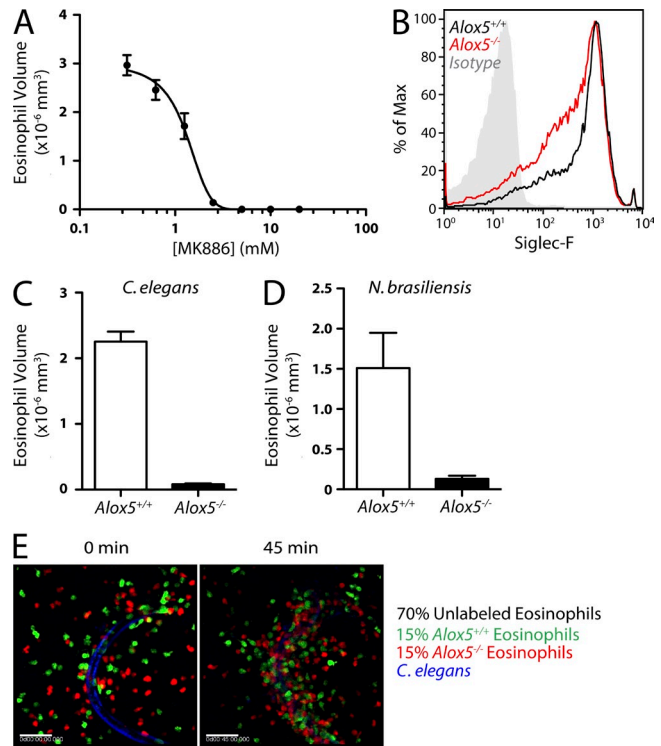 A
Eosinophil Volume
(x10⁻⁶ mm³)
4
3
2
1
0
0.1
1
10
100
[MK886] (mM)
B
Alox5⁺/⁺
Alox5⁻/⁻
Isotype
% of Max
100
80
60
40
20
0
10⁰
10¹
10²
10³
10⁴
Siglec-F
C
C. elegans
Eosinophil Volume
(x10⁻⁶ mm³)
3
2
1
0
Alox5⁺/⁺
Alox5⁻/⁻
D
N. brasiliensis
Eosinophil Volume
(x10⁻⁶ mm³)
2.5
2.0
1.5
1.0
0.5
0
Alox5⁺/⁺
Alox5⁻/⁻
E
0 min
45 min
70% Unlabeled Eosinophils
15% Alox5⁺/⁺ Eosinophils
15% Alox5⁻/⁻ Eosinophils
C. elegans